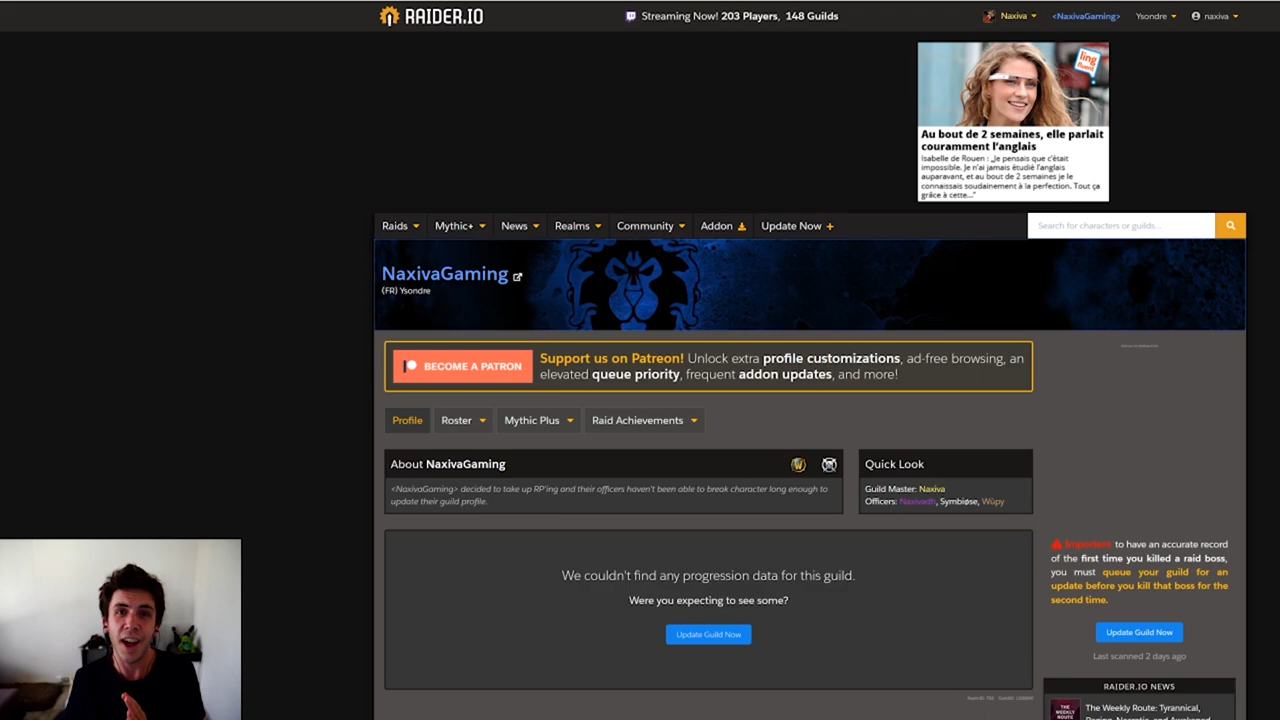 RAIDER.IO
Streaming Now! 203 Players, 148 Guilds
Naxiva
<NaxivaGaming>
Ysondre
naxiva
ling
fluent
Au bout de 2 semaines, elle parlait
couramment l'anglais
Isabelle de Rouen : „Je pensais que c'était
impossible. Je n'ai jamais étudié l'anglais
auparavant, et au bout de 2 semaines je le
connaissais soudainement à la perfection. Tout ça
grâce à cette..."
Raids
Mythic+
News
Realms
Community
Addon
Update Now
Search for characters or guilds...
NaxivaGaming
(FR) Ysondre
BECOME A PATRON
Support us on Patreon! Unlock extra profile customizations, ad-free browsing, an
elevated queue priority, frequent addon updates, and more!
Profile
Roster
Mythic Plus
Raid Achievements
About NaxivaGaming
<NaxivaGaming> decided to take up RP'ing and their officers haven't been able to break character long enough to
update their guild profile.
Quick Look
Guild Master: Naxiva
Officers: Naxivadh, Symbiøse, Wùpy
We couldn't find any progression data for this guild.
Were you expecting to see some?
Update Guild Now
Important to have an accurate record
of the first time you killed a raid boss,
you must queue your guild for an
update before you kill that boss for the
second time.
Update Guild Now
Last scanned 2 days ago
RAIDER.IO NEWS
THE
WEEKLY
ROUTE
The Weekly Route: Tyrannical,